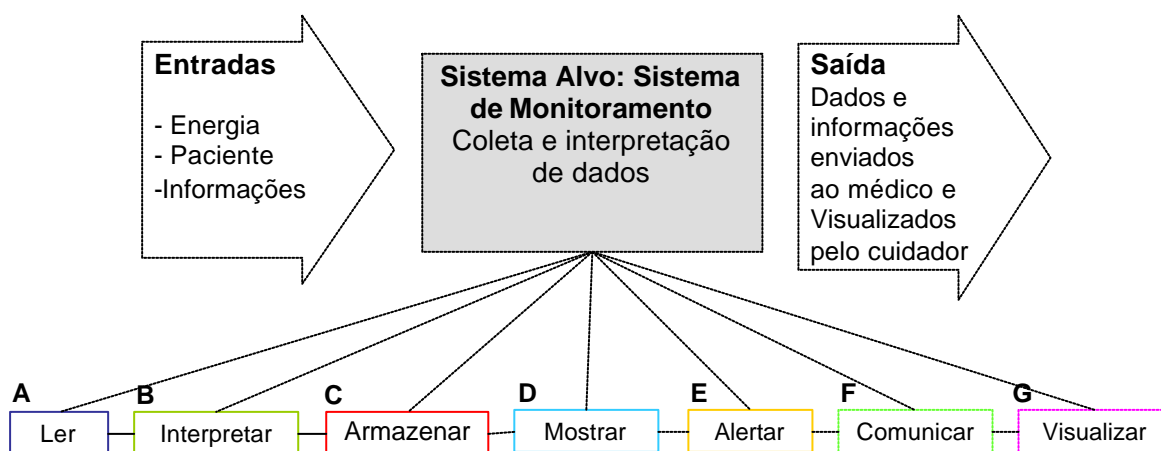 Entradas
- Energia
- Paciente
-Informações
Sistema Alvo: Sistema
de Monitoramento
Coleta e interpretação
de dados
Saída
Dados e
informações
enviados
ao médico e
Visualizados
pelo cuidador
A
Ler
B
Interpretar
C
Armazenar
D
Mostrar
E
Alertar
F
Comunicar
G
Visualizar